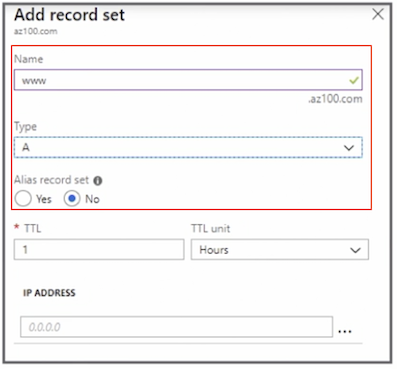 Add record set
az100.com
Name
www
.az100.com
Type
A
Alias record set
Yes No
* TTL TTL unit
1 Hours
IP ADDRESS
0.0.0.0 ...